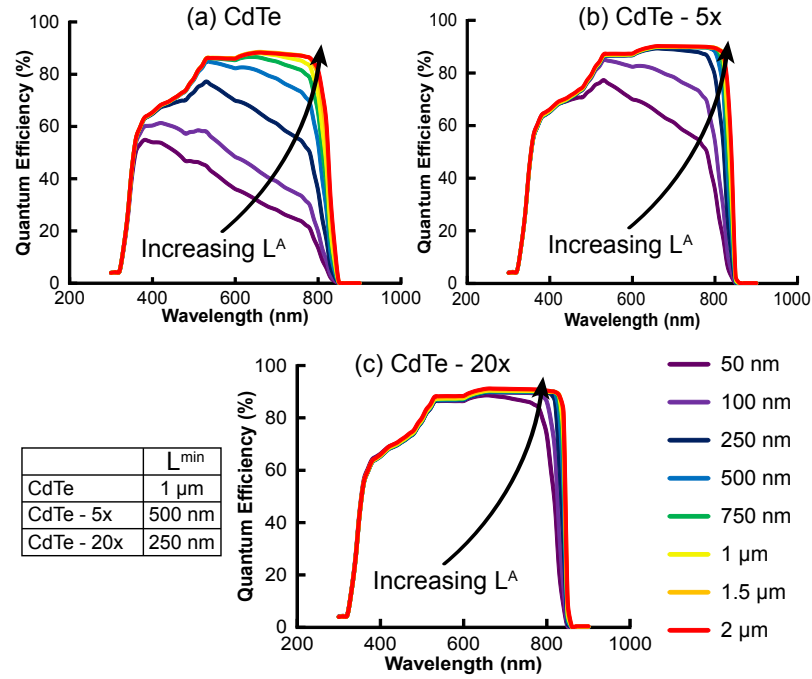 (a) CdTe
Quantum Efficiency (%)
100
80
60
40
20
0
Increasing L^A
200
400
600
800
1000
Wavelength (nm)
(b) CdTe - 5x
Quantum Efficiency (%)
100
80
60
40
20
0
Increasing L^A
200
400
600
800
1000
Wavelength (nm)
(c) CdTe - 20x
Quantum Efficiency (%)
100
80
60
40
20
0
Increasing L^A
200
400
600
800
1000
Wavelength (nm)
50 nm
100 nm
250 nm
500 nm
750 nm
1 µm
1.5 µm
2 µm
L^min
CdTe 1 µm
CdTe - 5x 500 nm
CdTe - 20x 250 nm